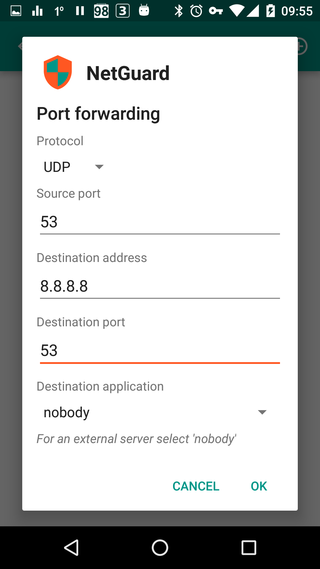 1° 98 3 09:55
NetGuard
Port forwarding
Protocol
UDP
Source port
53
Destination address
8.8.8.8
Destination port
53
Destination application
nobody
For an external server select 'nobody'
CANCEL OK